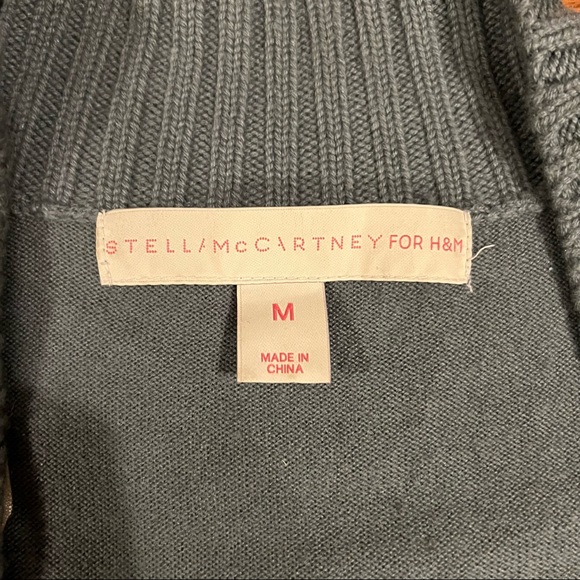 STELLA McCARTNEY FOR H&M
M
MADE IN
CHINA